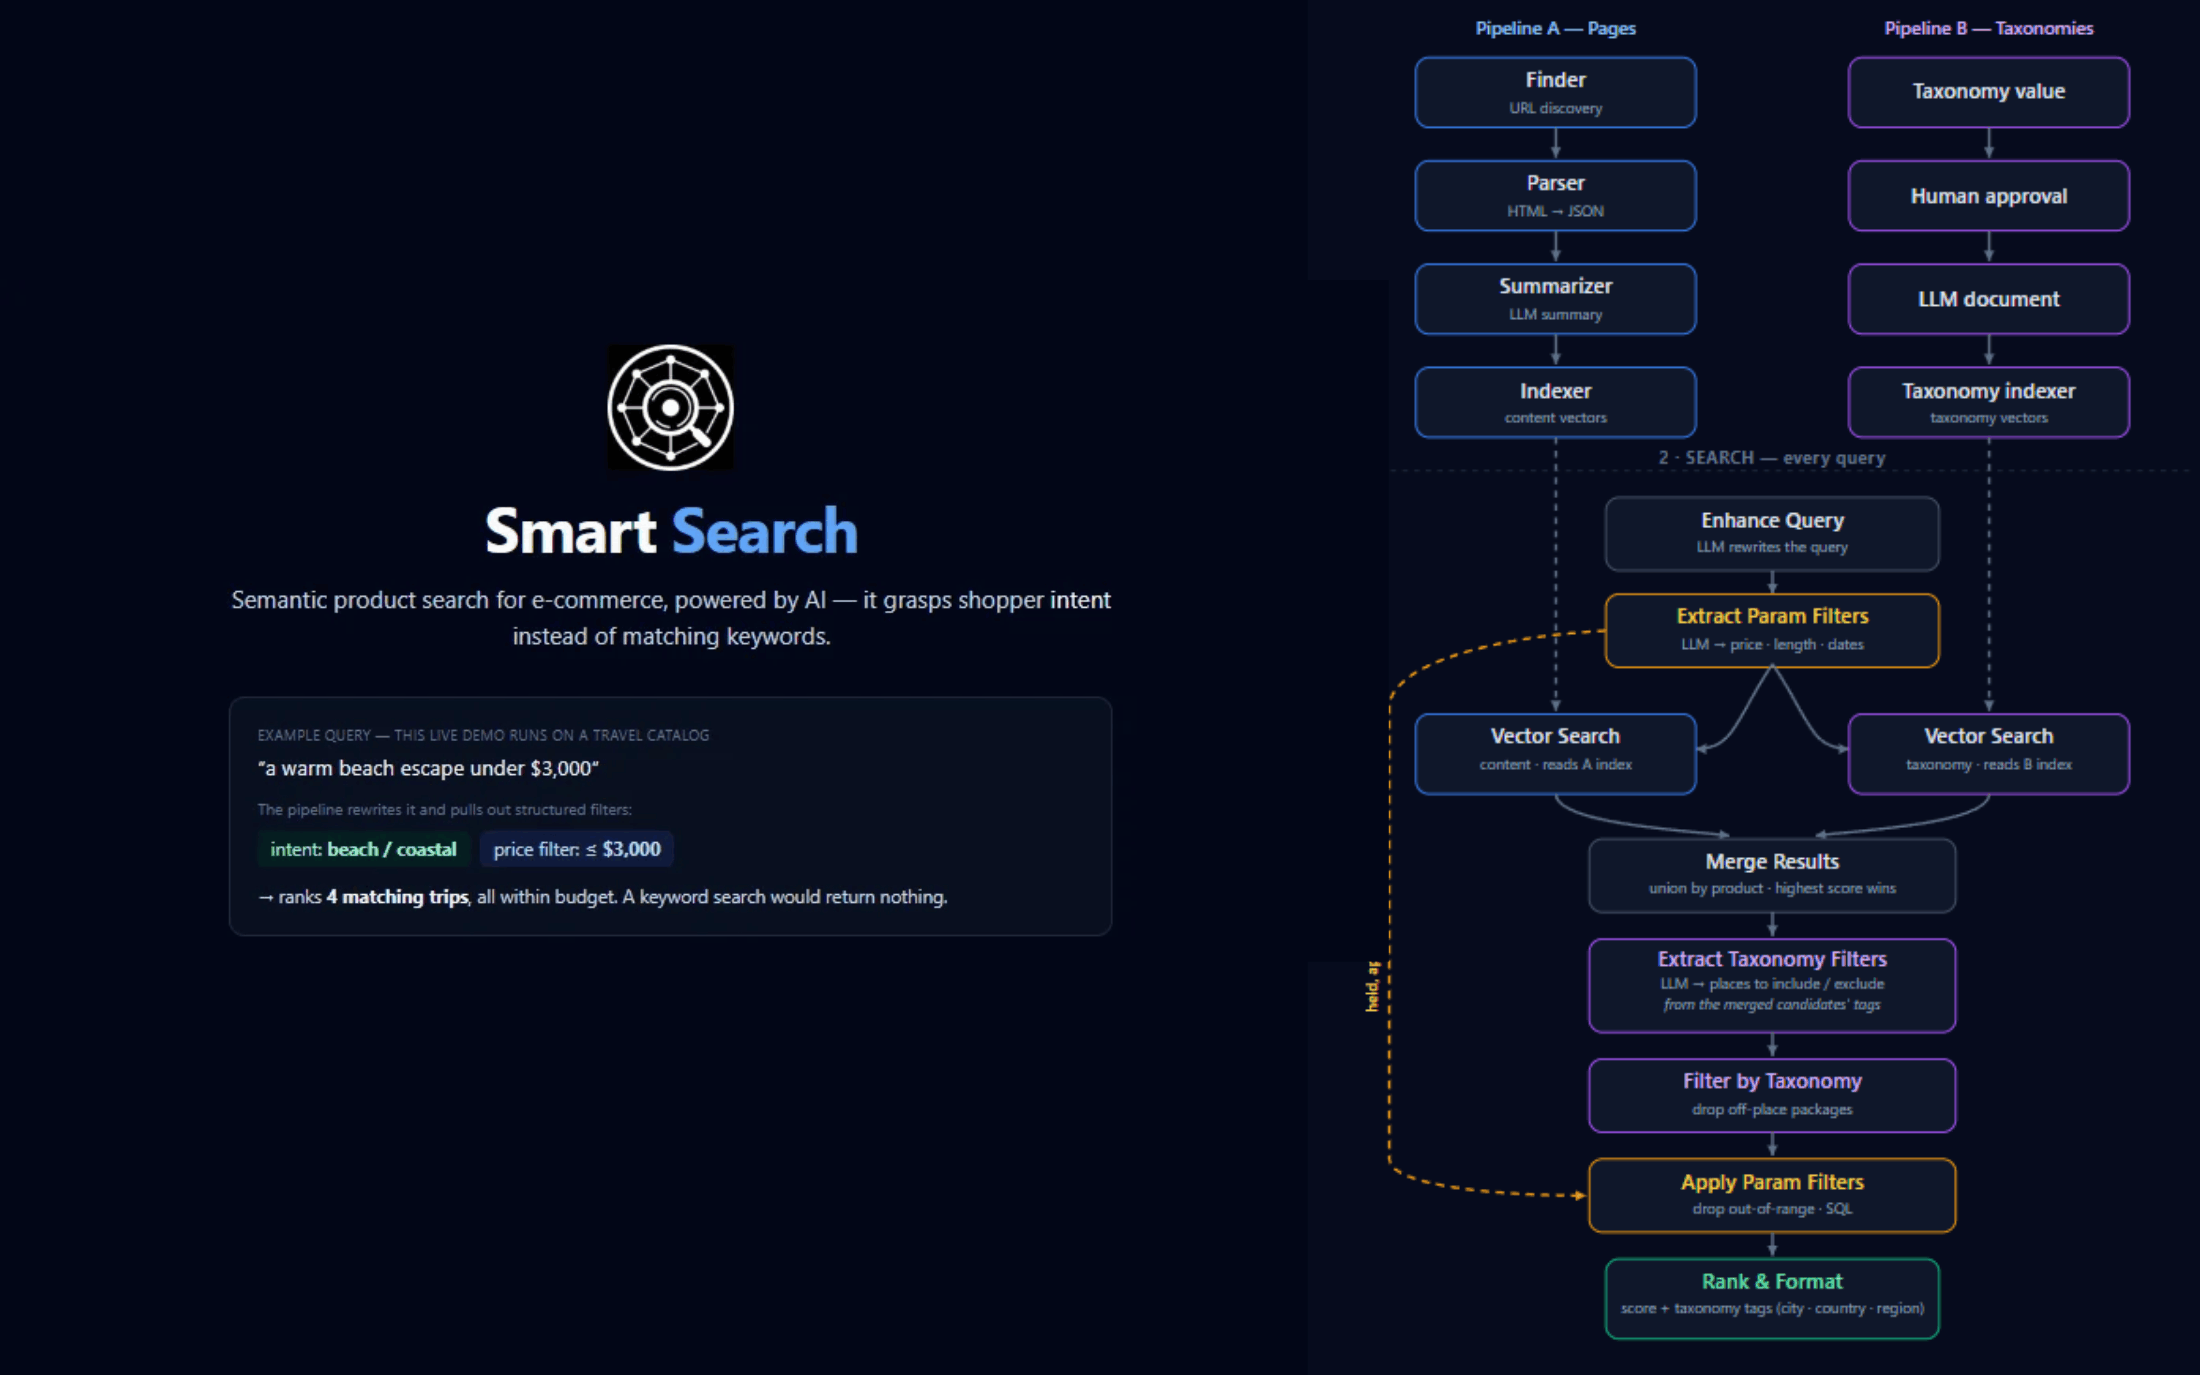 Smart Search
Semantic product search for e-commerce, powered by AI — it grasps shopper intent
instead of matching keywords.
EXAMPLE QUERY — THIS LIVE DEMO RUNS ON A TRAVEL CATALOG
“a warm beach escape under $3,000”
The pipeline rewrites it and pulls out structured filters:
intent: beach / coastal
price filter: ≤ $3,000
→ ranks 4 matching trips, all within budget. A keyword search would return nothing.
Pipeline A — Pages
Finder
URL discovery
Parser
HTML → JSON
Summarizer
LLM summary
Indexer
content vectors
Pipeline B — Taxonomies
Taxonomy value
Human approval
LLM document
Taxonomy indexer
taxonomy vectors
2 · SEARCH — every query
Enhance Query
LLM rewrites the query
Extract Param Filters
LLM → price · length · dates
Vector Search
content · reads A index
Vector Search
taxonomy · reads B index
Merge Results
union by product · highest score wins
held,
Extract Taxonomy Filters
LLM → places to include / exclude
from the merged candidates' tags
Filter by Taxonomy
drop off-place packages
Apply Param Filters
drop out-of-range · SQL
Rank & Format
score + taxonomy tags (city · country · region)